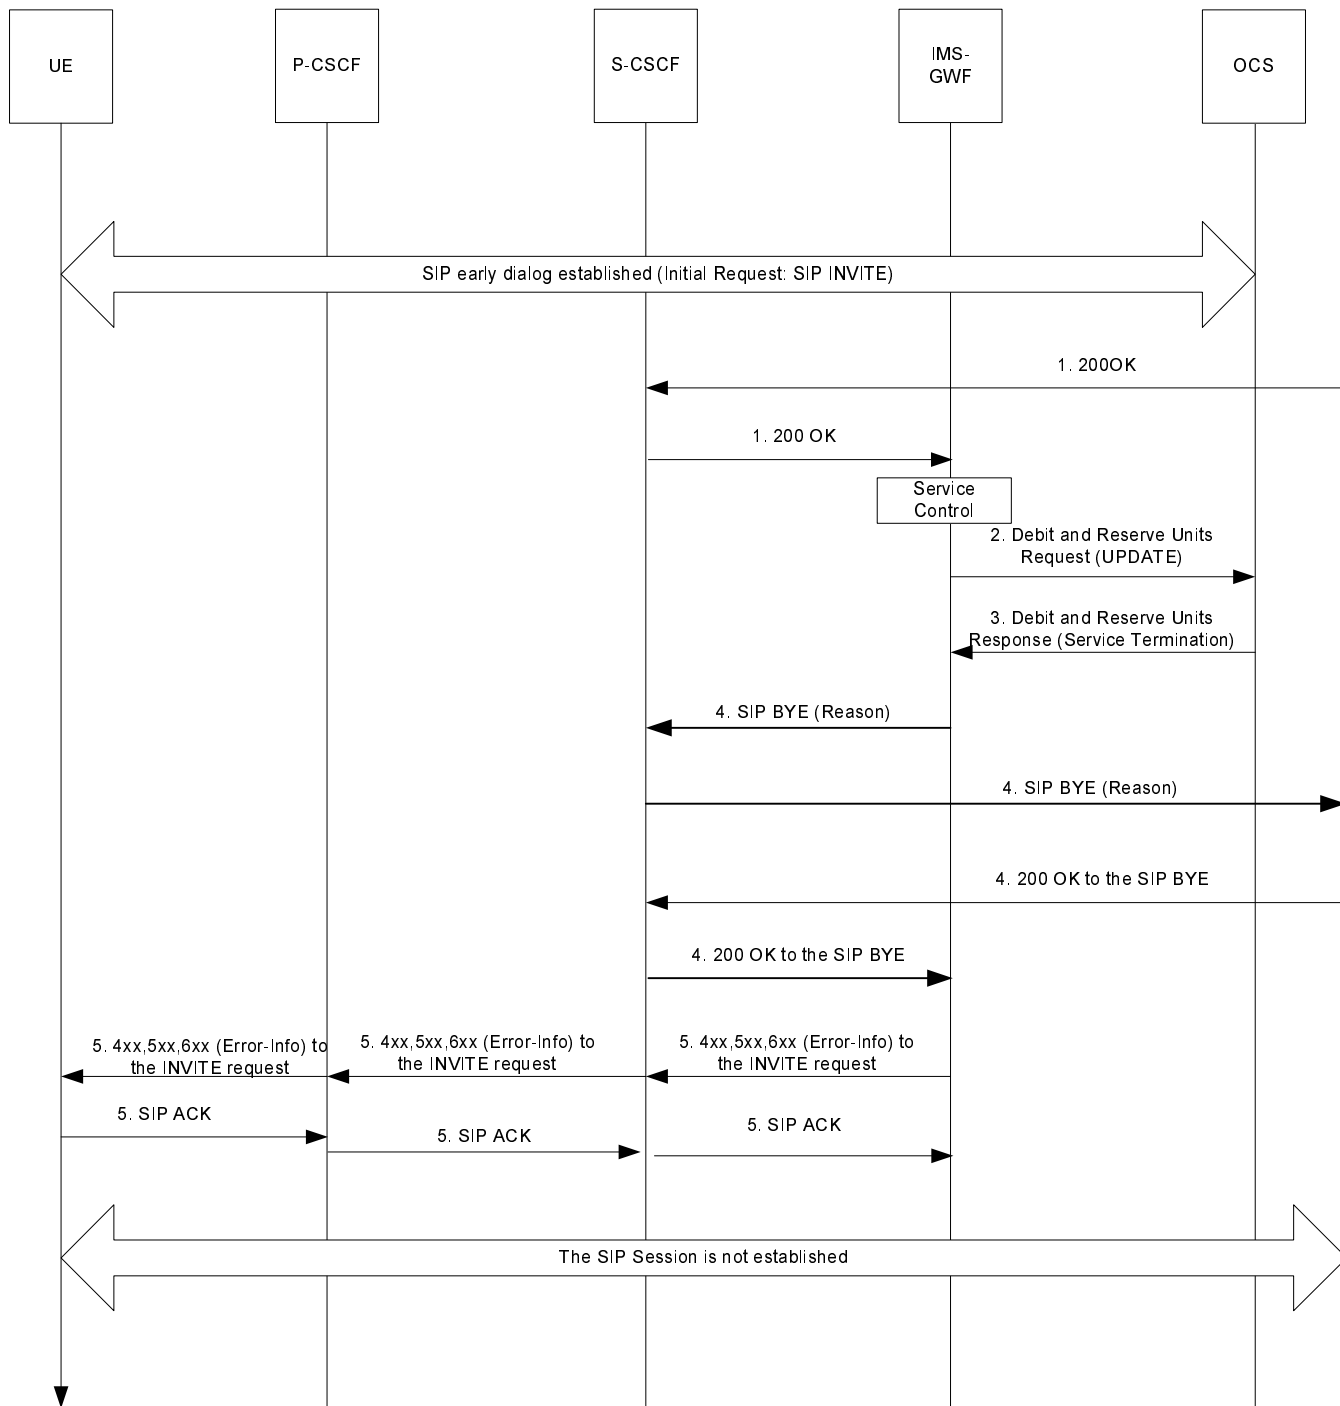 UE
P-CSCF
S-CSCF
IMS-
GWF
OCS
SIP early dialog established (Initial Request: SIP INVITE)
1. 200OK
1. 200 OK
Service
Control
2. Debit and Reserve Units
Request (UPDATE)
3. Debit and Reserve Units
Response (Service Termination)
4. SIP BYE (Reason)
4. SIP BYE (Reason)
4. 200 OK to the SIP BYE
4. 200 OK to the SIP BYE
5. 4xx,5xx,6xx (Error-Info) to
the INVITE request
5. 4xx,5xx,6xx (Error-Info) to
the INVITE request
5. 4xx,5xx,6xx (Error-Info) to
the INVITE request
5. SIP ACK
5. SIP ACK
5. SIP ACK
The SIP Session is not established